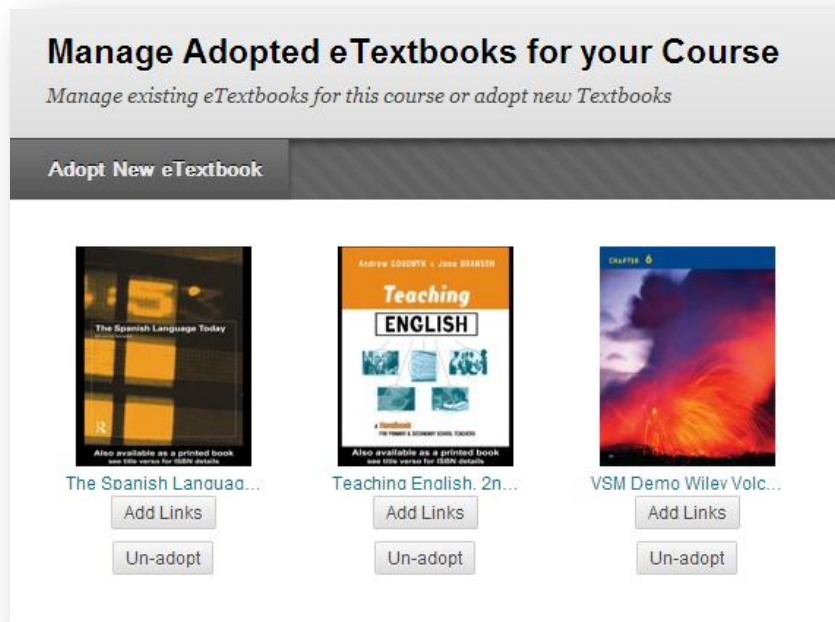 Manage Adopted eTextbooks for your Course
Manage existing eTextbooks for this course or adopt new Textbooks
Adopt New eTextbook
The Spanish Language Today
R
Also available as a printed book
see title verso for ISBN details
The Spanish Languag...
Add Links
Un-adopt
Andrew GOODWYN & Jane BRANSON
Teaching
ENGLISH
a Handbook
FOR PRIMARY & SECONDARY SCHOOL TEACHERS
Also available as a printed book
see title verso for ISBN details
Teaching English, 2n...
Add Links
Un-adopt
CHAPTER 6
VSM Demo Wiley Volc...
Add Links
Un-adopt